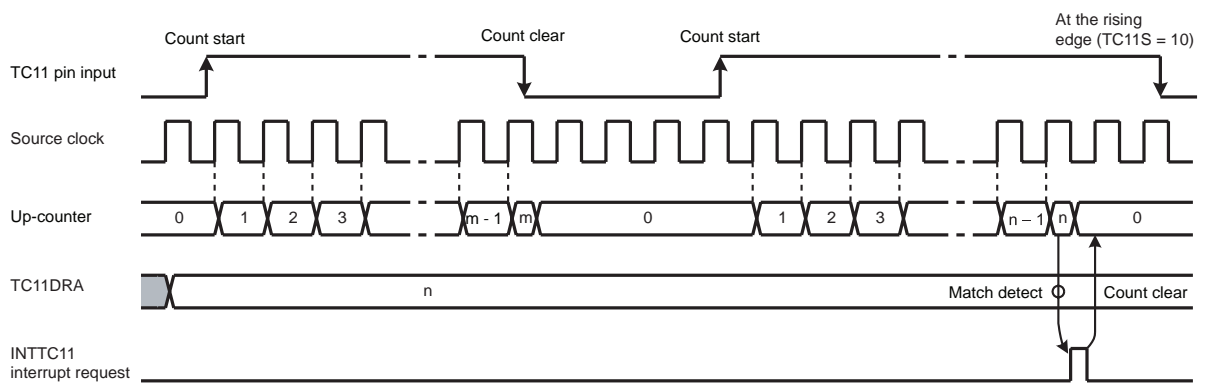 At the rising
edge (TC11S = 10)
Count start
Count clear
Count start
TC11 pin input
Source clock
Up-counter
0
1
2
3
m - 1
m
0
1
2
3
n – 1
n
0
TC11DRA
n
Match detect
Count clear
INTTC11
interrupt request